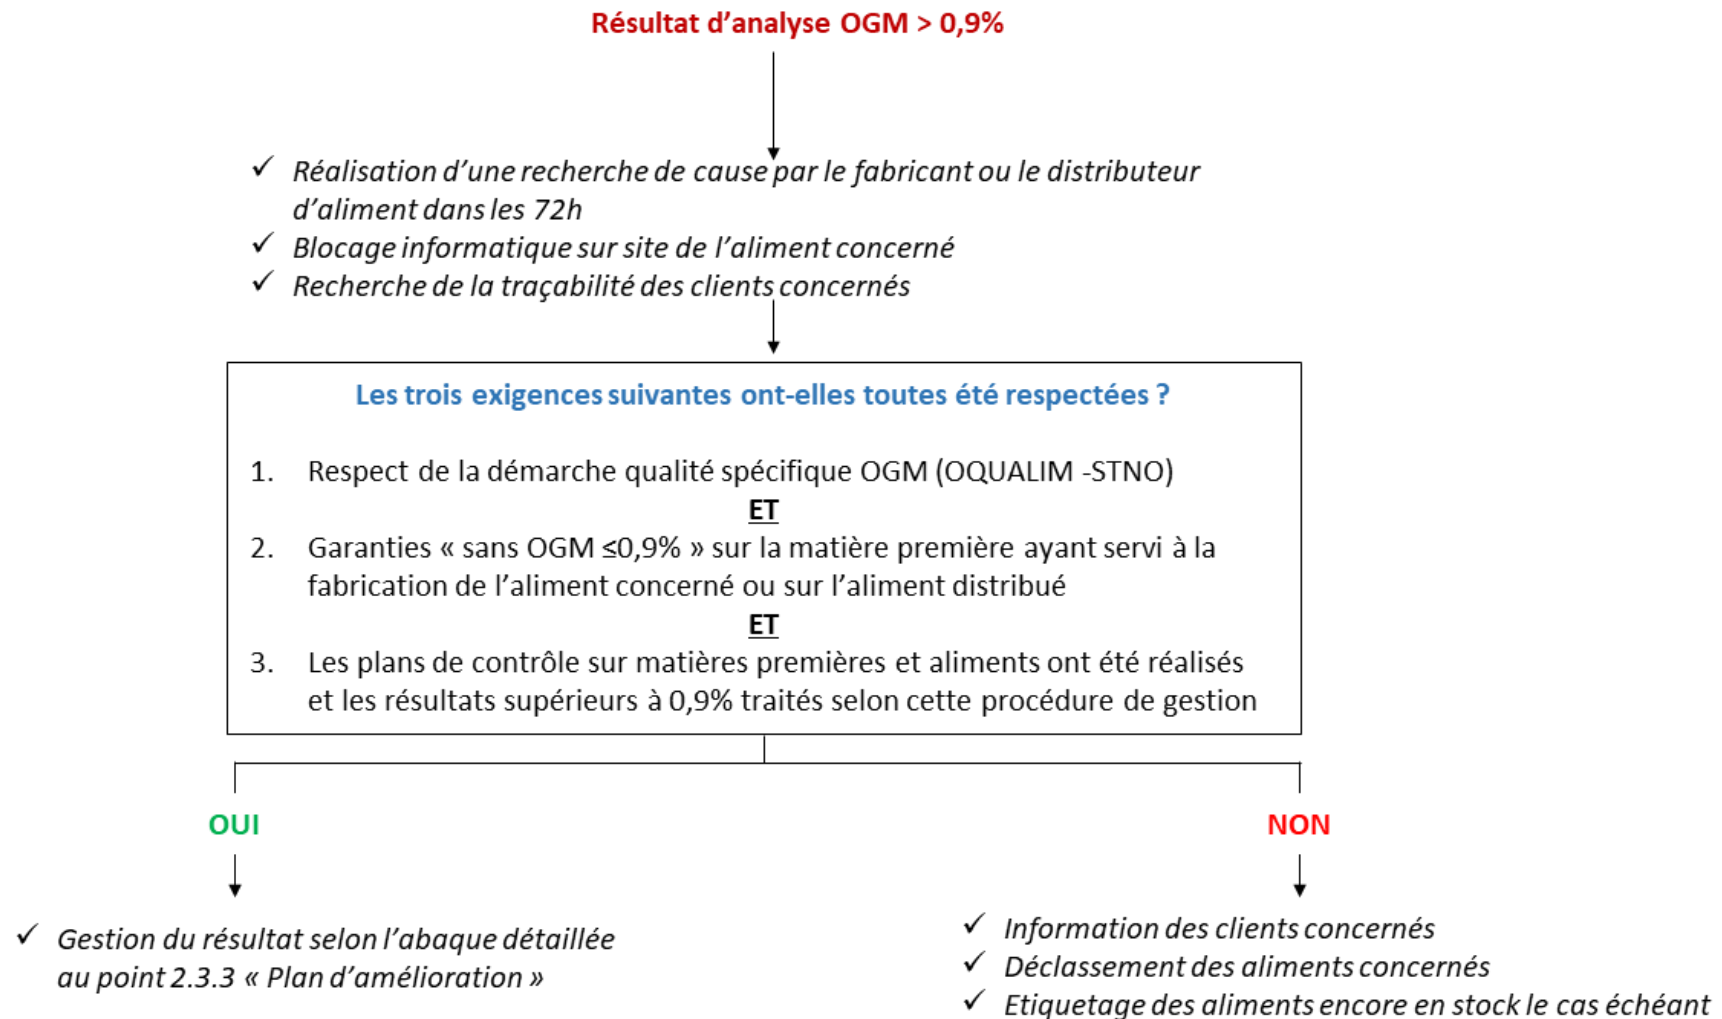 Résultat d’analyse OGM > 0,9%
✓ Réalisation d’une recherche de cause par le fabricant ou le distributeur
d’aliment dans les 72h
✓ Blocage informatique sur site de l’aliment concerné
✓ Recherche de la traçabilité des clients concernés
Les trois exigences suivantes ont-elles toutes été respectées ?
1. Respect de la démarche qualité spécifique OGM (OQUALIM -STNO)
ET
2. Garanties « sans OGM ≤0,9% » sur la matière première ayant servi à la
fabrication de l’aliment concerné ou sur l’aliment distribué
ET
3. Les plans de contrôle sur matières premières et aliments ont été réalisés
et les résultats supérieurs à 0,9% traités selon cette procédure de gestion
OUI
NON
✓ Gestion du résultat selon l’abaque détaillée
au point 2.3.3 « Plan d’amélioration »
✓ Information des clients concernés
✓ Déclassement des aliments concernés
✓ Etiquetage des aliments encore en stock le cas échéant